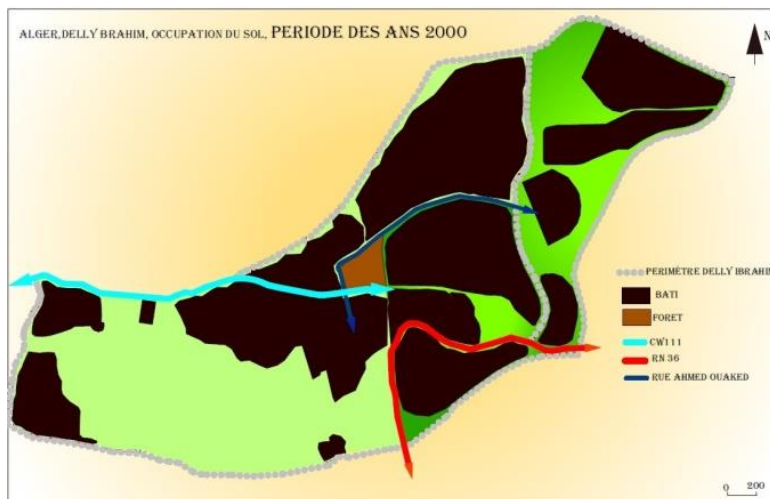 ALGER,DELLY BRAHIM, OCCUPATION DU SOL, PERIODE DES ANS 2000
N
PERIMÈTRE DELLY IBRAHIM
BATI
FORET
CW111
RN 36
RUE AHMED OUAKED
0 200